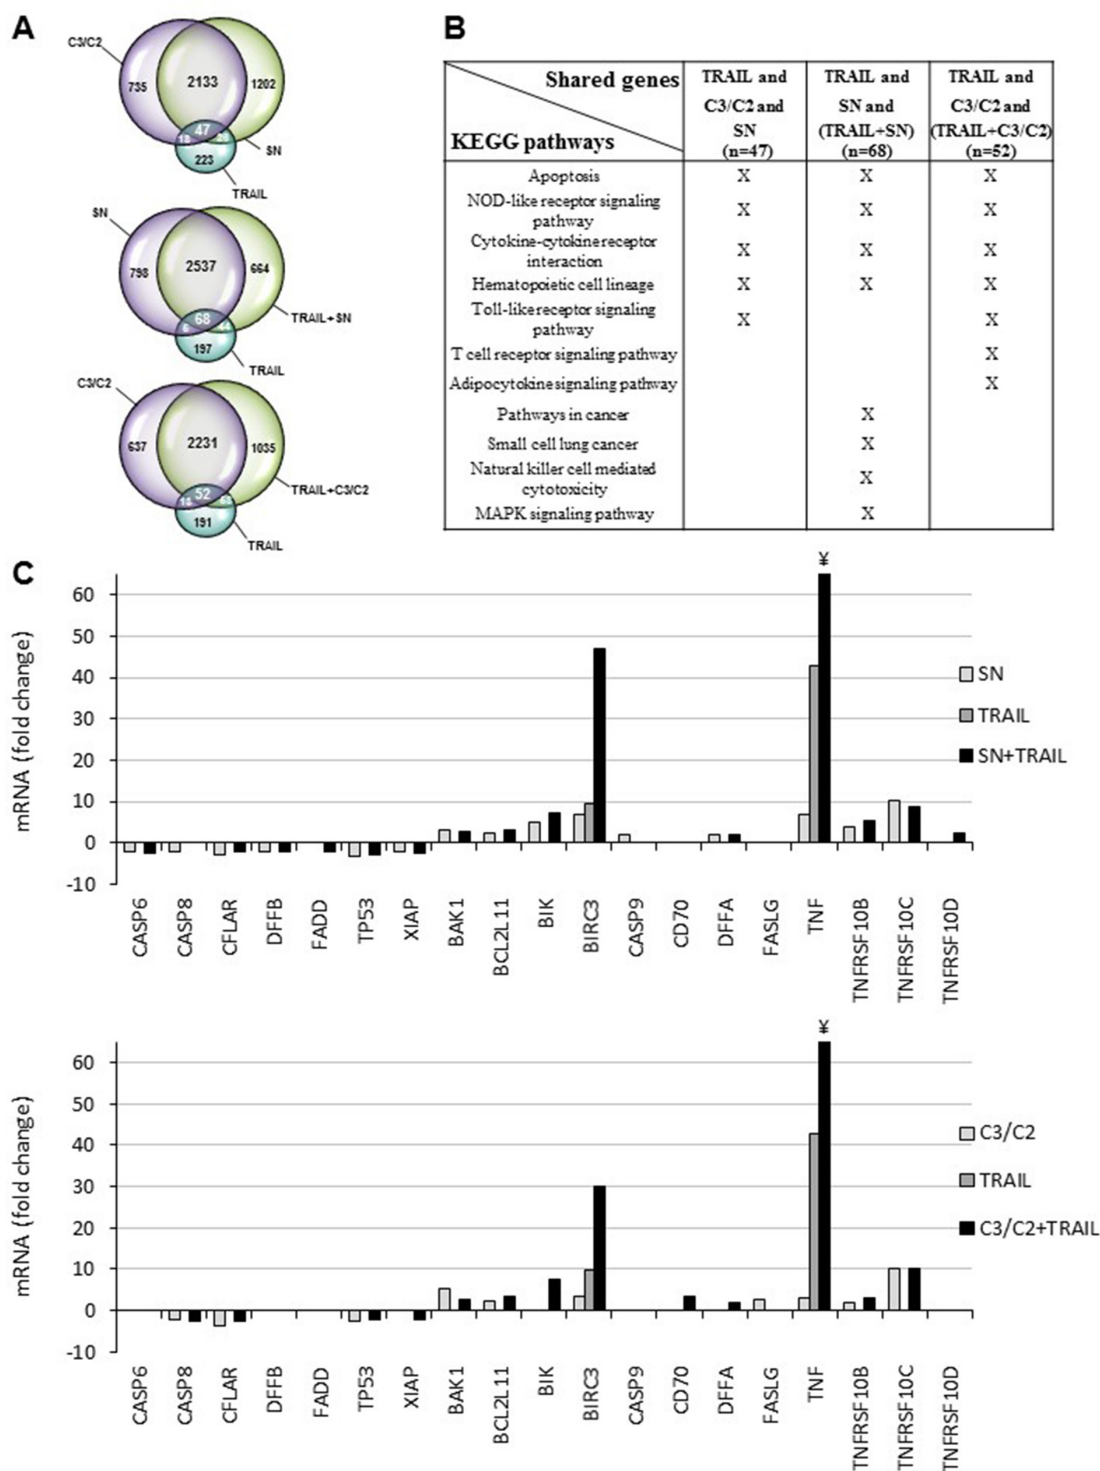 A
C3/C2
735
2133
1202
47
18
SN
223
TRAIL
SN
798
2537
664
68
6
TRAIL+SN
197
TRAIL
C3/C2
637
2231
1035
52
18
TRAIL+C3/C2
191
TRAIL
B
Shared genes
KEGG pathways
TRAIL and
C3/C2 and
SN
(n=47)
TRAIL and
SN and
(TRAIL+SN)
(n=68)
TRAIL and
C3/C2 and
(TRAIL+C3/C2)
(n=52)
Apoptosis X X X
NOD-like receptor signaling
pathway X X X
Cytokine-cytokine receptor
interaction X X X
Hematopoietic cell lineage X X X
Toll-like receptor signaling
pathway X X
T cell receptor signaling pathway X
Adipocytokine signaling pathway X
Pathways in cancer X
Small cell lung cancer X
Natural killer cell mediated
cytotoxicity X
MAPK signaling pathway X
C
mRNA (fold change)
60
50
40
30
20
10
0
-10
¥
SN
TRAIL
SN+TRAIL
CASP6
CASP8
CFLAR
DFFB
FADD
TP53
XIAP
BAK1
BCL2L11
BIK
BIRC3
CASP9
CD70
DFFA
FASLG
TNF
TNFRSF10B
TNFRSF10C
TNFRSF10D
mRNA (fold change)
60
50
40
30
20
10
0
-10
¥
C3/C2
TRAIL
C3/C2+TRAIL
CASP6
CASP8
CFLAR
DFFB
FADD
TP53
XIAP
BAK1
BCL2L11
BIK
BIRC3
CASP9
CD70
DFFA
FASLG
TNF
TNFRSF10B
TNFRSF10C
TNFRSF10D